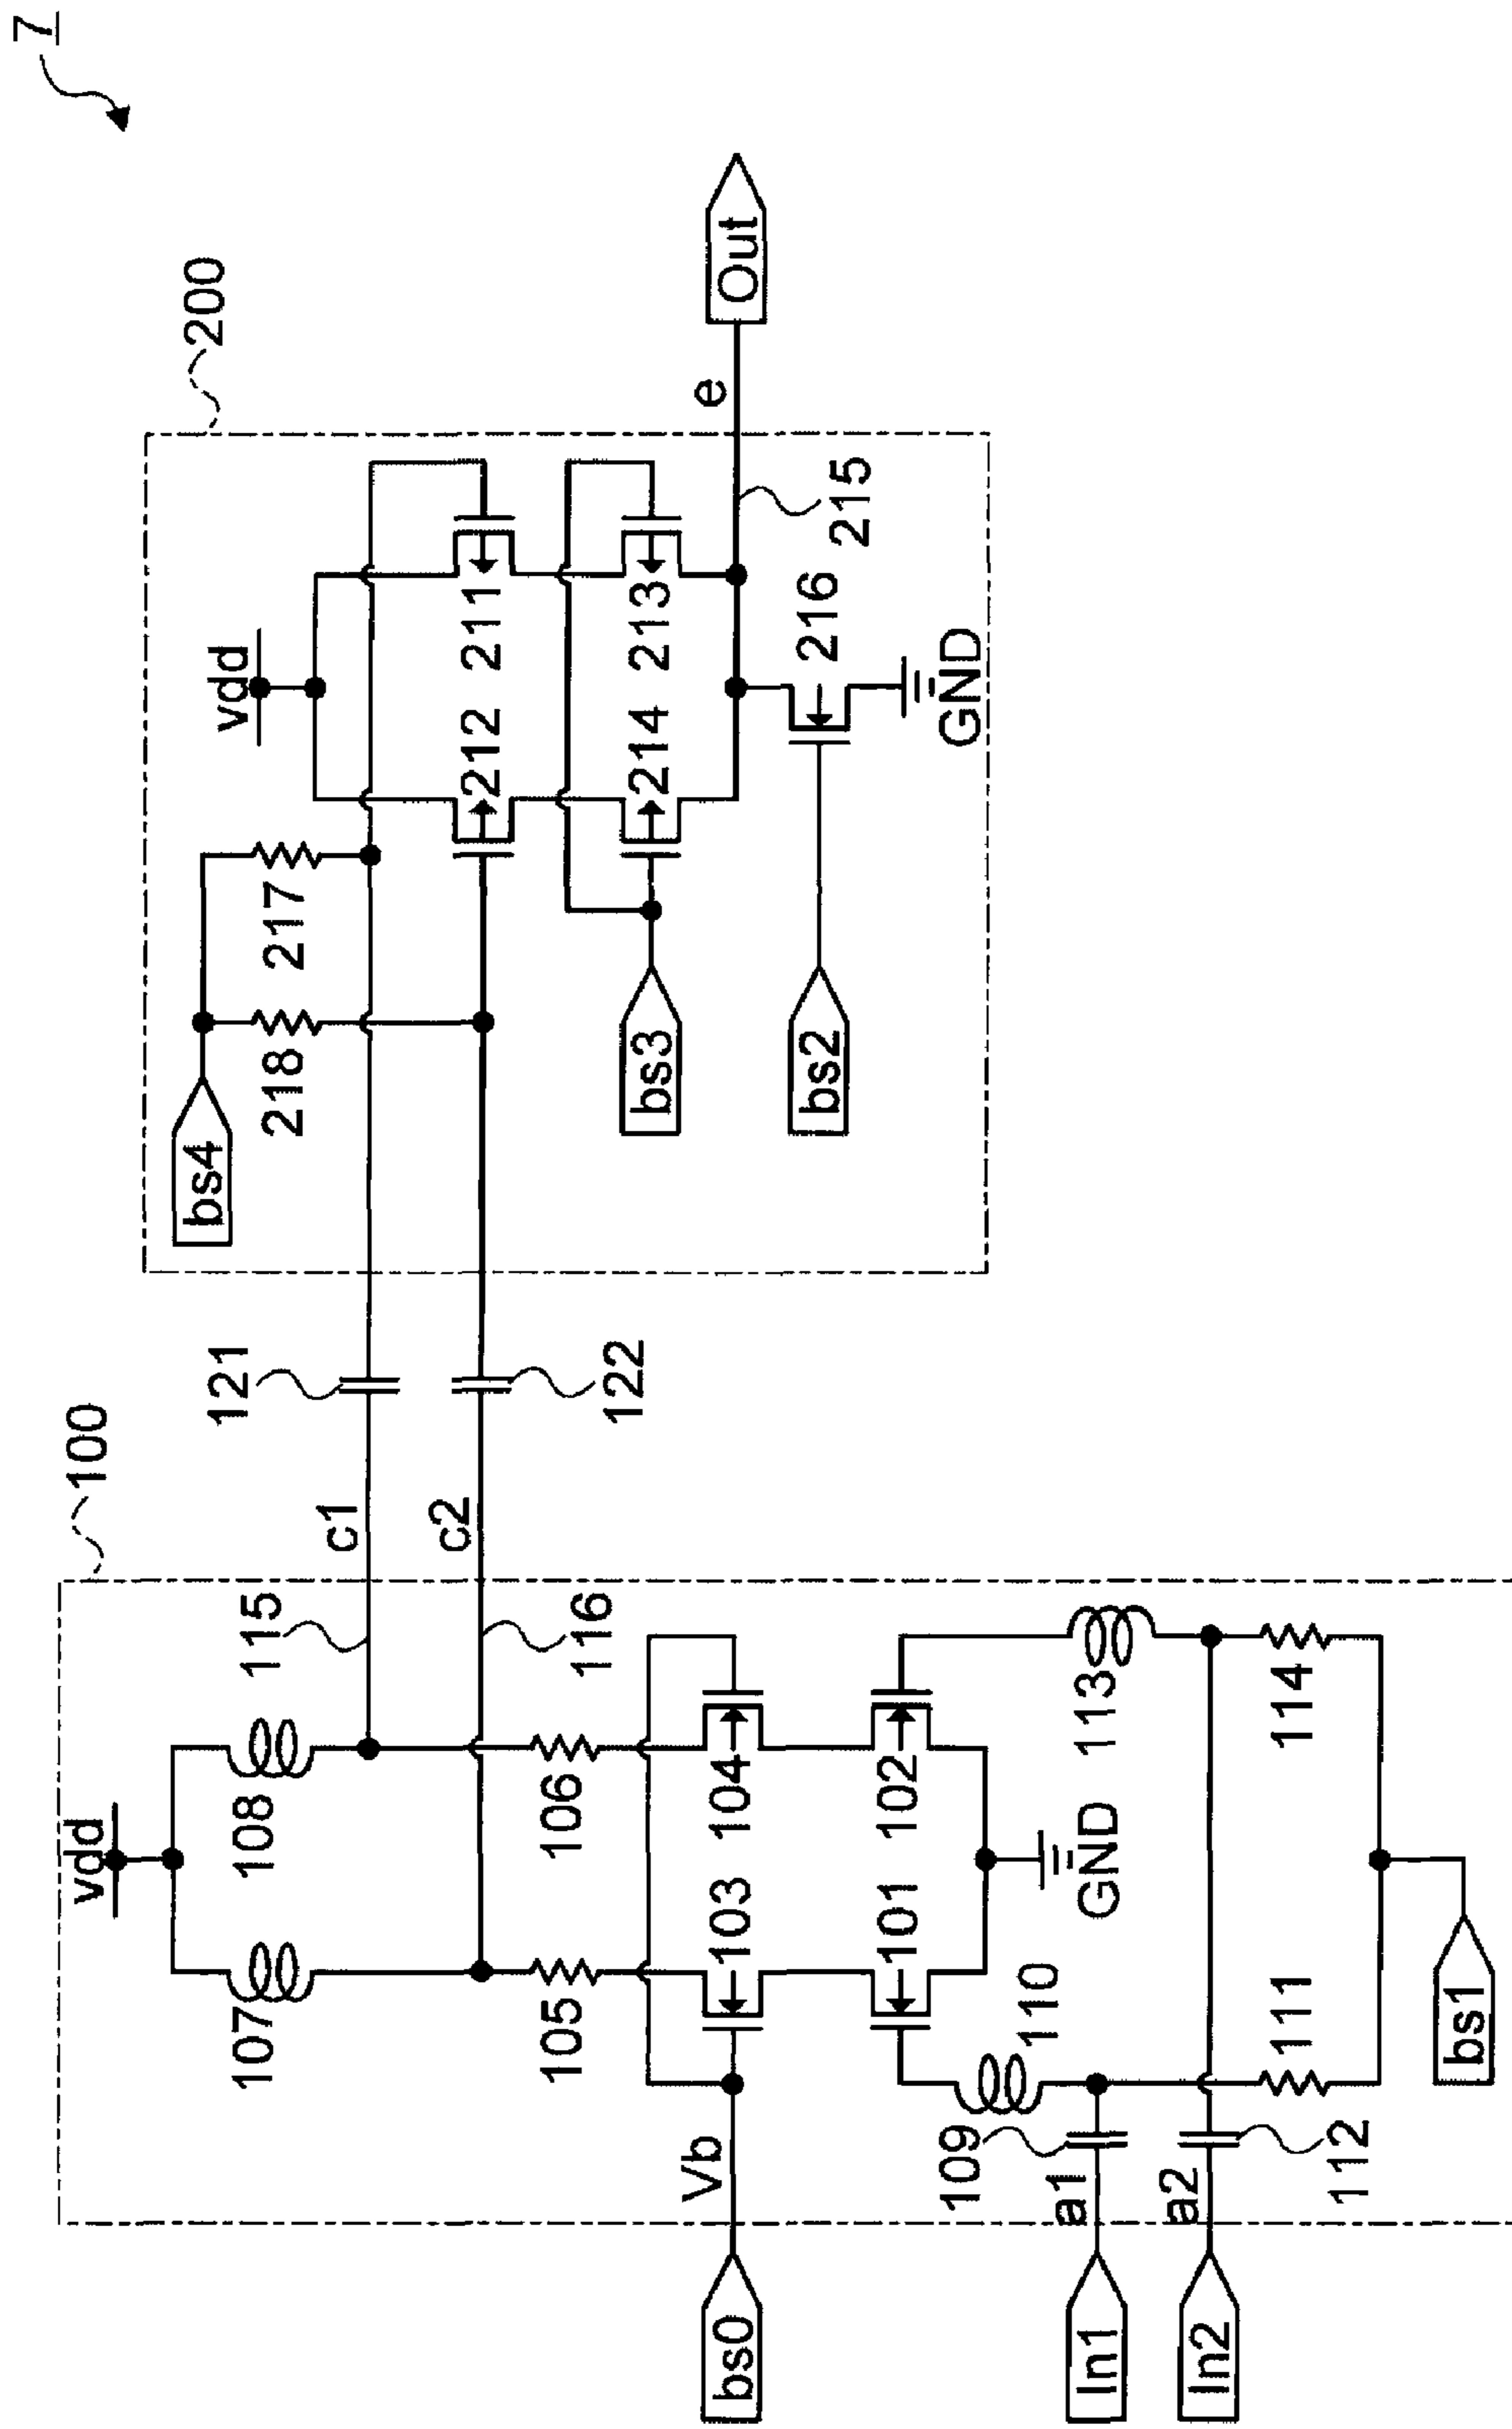 7
100
200
vdd
108
107
115
c1
121
116
c2
122
106
105
104
103
102
101
GND
113
114
110
111
109
112
Vb
a1
a2
bs0
In1
In2
bs1
vdd
bs4
218
217
212
211
214
213
bs3
bs2
216
215
GND
e
Out